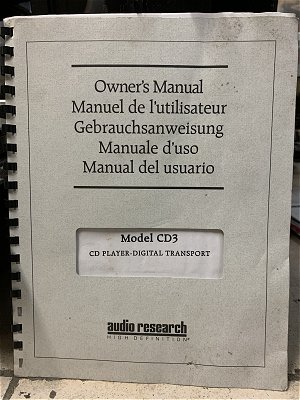 Owner's Manual
Manuel de l'utilisateur
Gebrauchsanweisung
Manuale d'uso
Manual del usuario
Model CD3
CD PLAYER-DIGITAL TRANSPORT
audio research
HIGH DEFINITION®